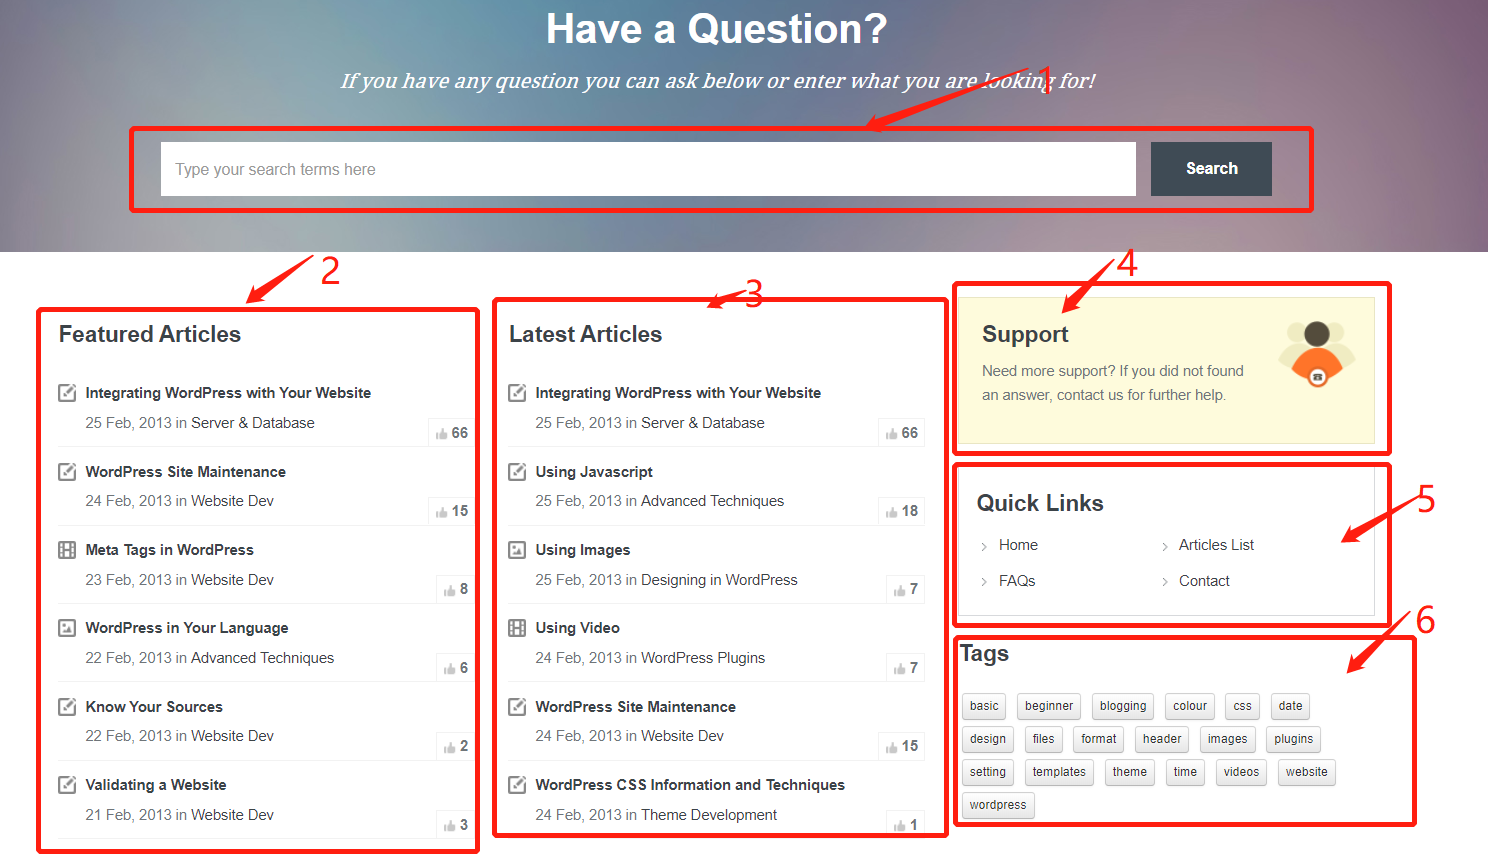 Have a Question?
If you have any question you can ask below or enter what you are looking for!
1
Type your search terms here
Search
2
Featured Articles
Integrating WordPress with Your Website
25 Feb, 2013 in Server & Database
66
WordPress Site Maintenance
24 Feb, 2013 in Website Dev
15
Meta Tags in WordPress
23 Feb, 2013 in Website Dev
8
WordPress in Your Language
22 Feb, 2013 in Advanced Techniques
6
Know Your Sources
22 Feb, 2013 in Website Dev
2
Validating a Website
21 Feb, 2013 in Website Dev
3
3
Latest Articles
Integrating WordPress with Your Website
25 Feb, 2013 in Server & Database
66
Using Javascript
25 Feb, 2013 in Advanced Techniques
18
Using Images
25 Feb, 2013 in Designing in WordPress
7
Using Video
24 Feb, 2013 in WordPress Plugins
7
WordPress Site Maintenance
24 Feb, 2013 in Website Dev
15
WordPress CSS Information and Techniques
24 Feb, 2013 in Theme Development
1
4
Support
Need more support? If you did not found
an answer, contact us for further help.
5
Quick Links
Home Articles List
FAQs Contact
6
Tags
basic beginner blogging colour css date
design files format header images plugins
setting templates theme time videos website
wordpress